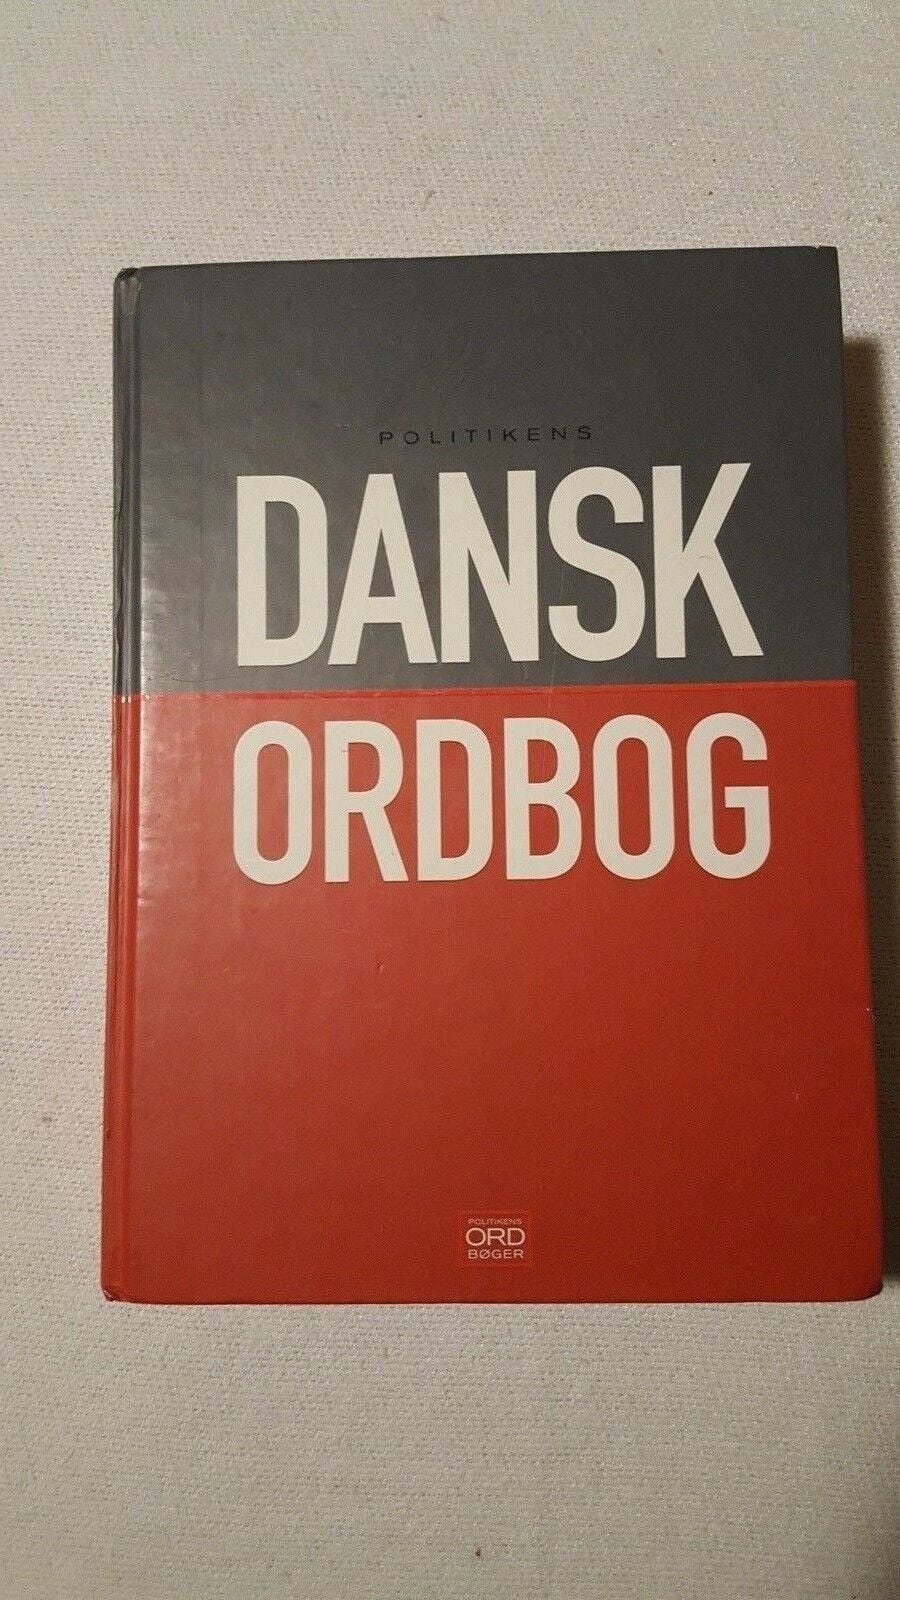 POLITIKENS
DANSK
ORDBOG
POLITIKENS
ORD
BØGER